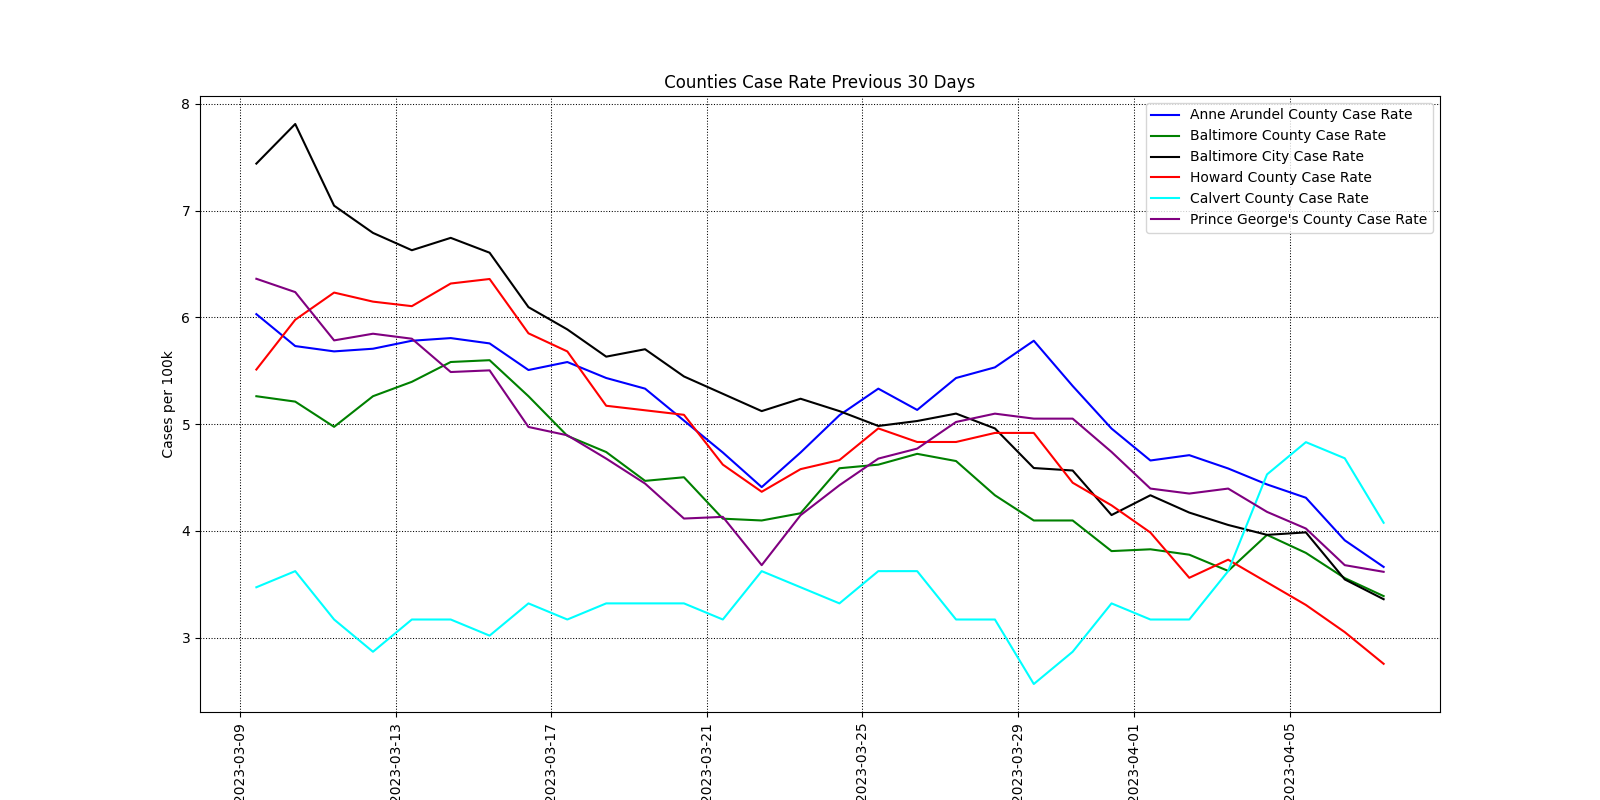 Counties Case Rate Previous 30 Days
Cases per 100k
8
7
6
5
4
3
Anne Arundel County Case Rate
Baltimore County Case Rate
Baltimore City Case Rate
Howard County Case Rate
Calvert County Case Rate
Prince George's County Case Rate
2023-03-09
2023-03-13
2023-03-17
2023-03-21
2023-03-25
2023-03-29
2023-04-01
2023-04-05